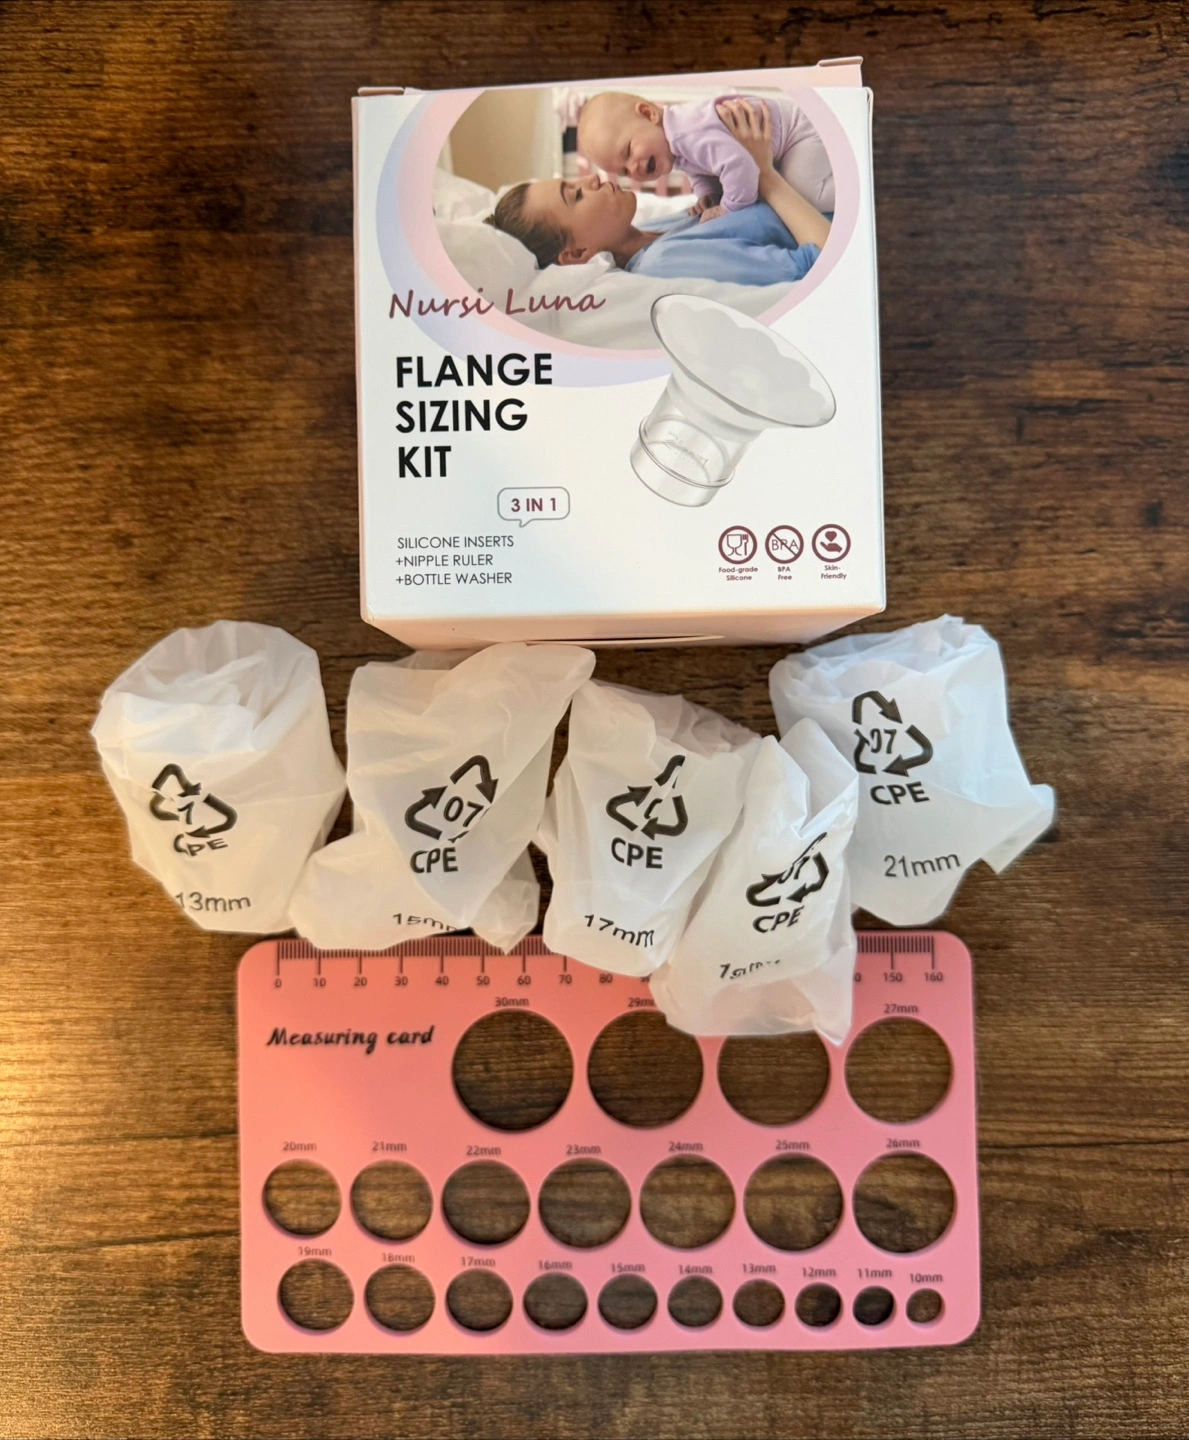 Nursi Luna
FLANGE
SIZING
KIT
3 IN 1
SILICONE INSERTS
+NIPPLE RULER
+BOTTLE WASHER
Food-grade
Silicone
BPA
BPA
Free
Skin-
Friendly
CPE
13mm
07
CPE
15mm
CPE
17mm
07
CPE
07
CPE
21mm
0 10 20 30 40 50 60 70 80 150 160
Measuring card
30mm 29mm 27mm
20mm 21mm 22mm 23mm 24mm 25mm 26mm
19mm 18mm 17mm 16mm 15mm 14mm 13mm 12mm 11mm 10mm